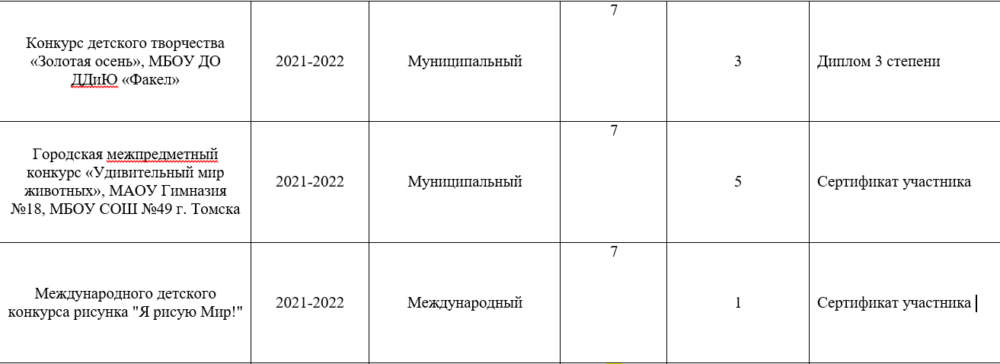 7
Конкурс детского творчества
«Золотая осень», МБОУ ДО
ДДиЮ «Факел»
2021-2022
Муниципальный
3
Диплом 3 степени
7
Городская межпредметный
конкурс «Удивительный мир
животных», МАОУ Гимназия
№18, МБОУ СОШ №49 г. Томска
2021-2022
Муниципальный
5
Сертификат участника
7
Международного детского
конкурса рисунка "Я рисую Мир!"
2021-2022
Международный
1
Сертификат участника